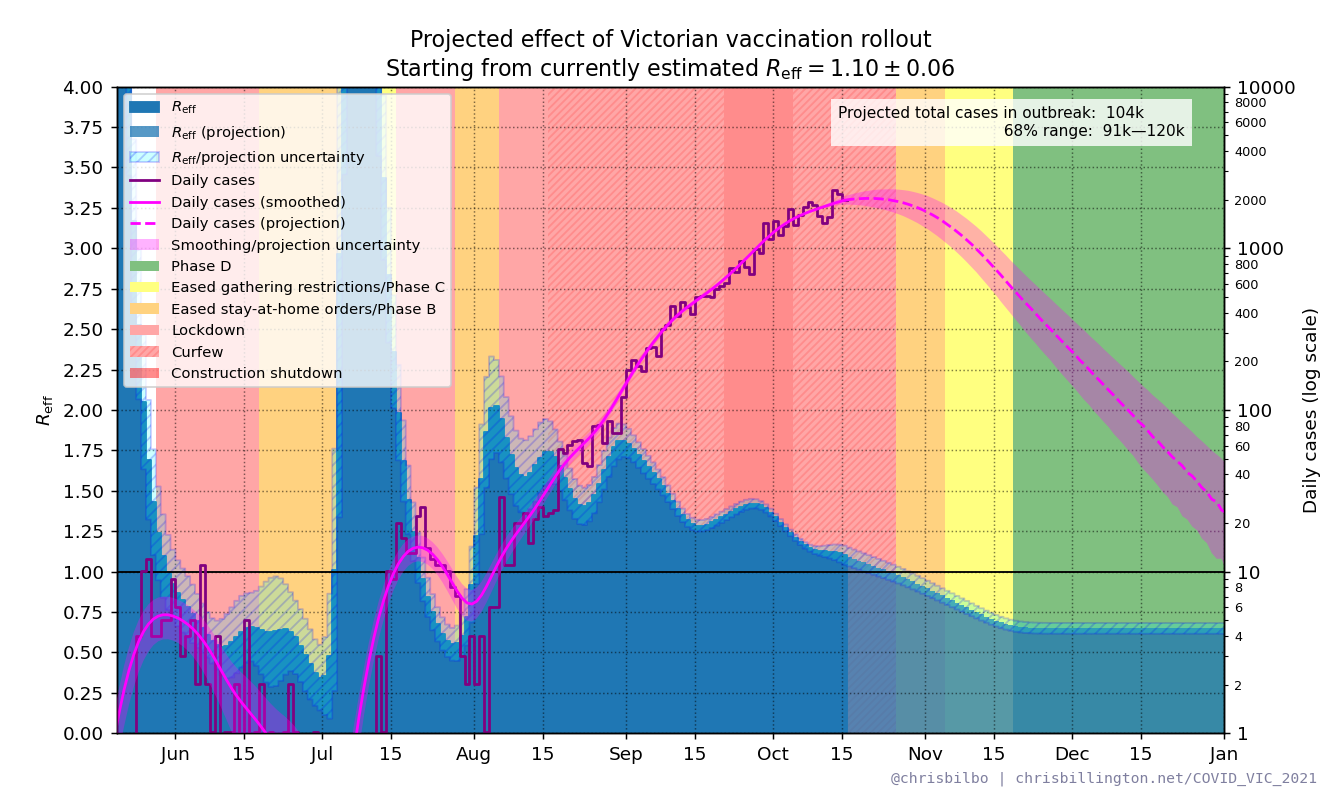 Projected effect of Victorian vaccination rollout
Starting from currently estimated Reff = 1.10 ± 0.06
Projected total cases in outbreak: 104k
68% range: 91k—120k
Reff
Reff (projection)
Reff/projection uncertainty
Daily cases
Daily cases (smoothed)
Daily cases (projection)
Smoothing/projection uncertainty
Phase D
Eased gathering restrictions/Phase C
Eased stay-at-home orders/Phase B
Lockdown
Curfew
Construction shutdown
Reff
4.00
3.75
3.50
3.25
3.00
2.75
2.50
2.25
2.00
1.75
1.50
1.25
1.00
0.75
0.50
0.25
0.00
10000
8000
6000
4000
2000
1000
800
600
400
200
100
80
60
40
20
10
8
6
4
2
1
Daily cases (log scale)
Jun 15 Jul 15 Aug 15 Sep 15 Oct 15 Nov 15 Dec 15 Jan
@chrisbilbo | chrisbillington.net/COVID_VIC_2021